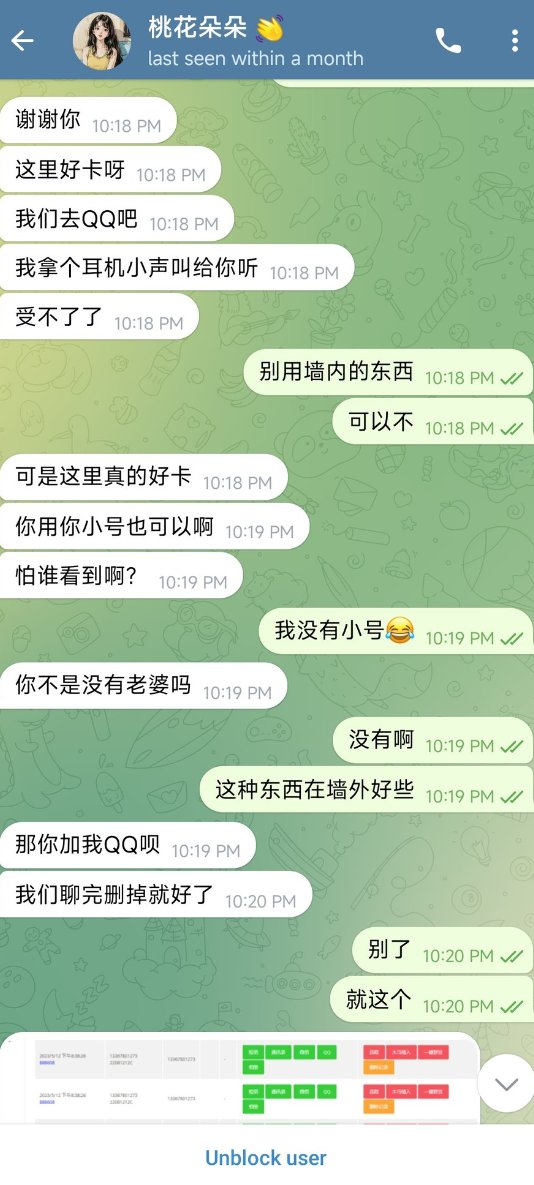 桃花朵朵 👋
last seen within a month
谢谢你 10:18 PM
这里好卡呀 10:18 PM
我们去QQ吧 10:18 PM
我拿个耳机小声叫给你听 10:18 PM
受不了了 10:18 PM
别用墙内的东西 10:18 PM
可以不 10:18 PM
可是这里真的好卡 10:18 PM
你用你小号也可以啊 10:19 PM
怕谁看到啊? 10:19 PM
我没有小号😂 10:19 PM
你不是没有老婆吗 10:19 PM
没有啊 10:19 PM
这种东西在墙外好些 10:19 PM
那你加我QQ呗 10:19 PM
我们聊完删掉就好了 10:20 PM
别了 10:20 PM
就这个 10:20 PM
Unblock user